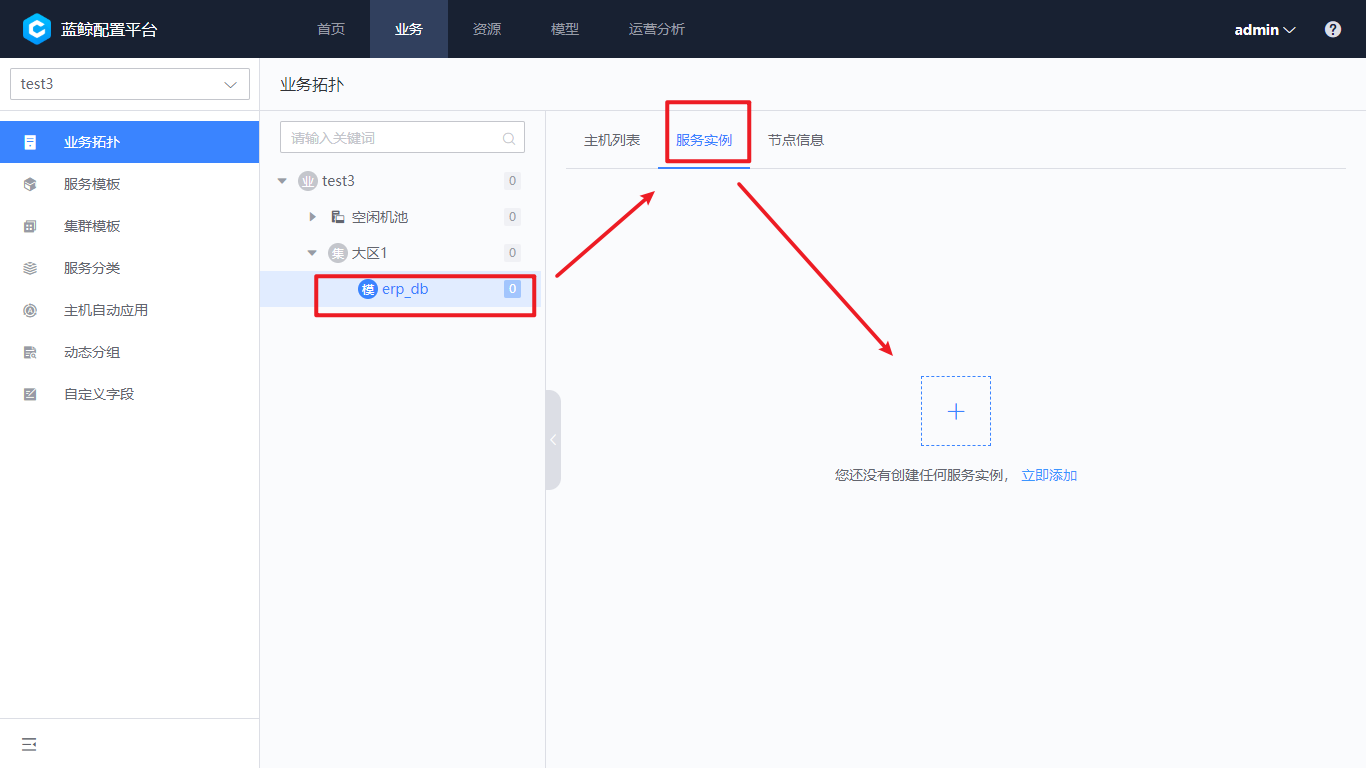 蓝鲸配置平台
首页
业务
资源
模型
运营分析
admin
?
test3
业务拓扑
业务拓扑
服务模板
集群模板
服务分类
主机自动应用
动态分组
自定义字段
请输入关键词
业 test3 0
空闲机池 0
集 大区1 0
模 erp_db 0
主机列表
服务实例
节点信息
您还没有创建任何服务实例， 立即添加